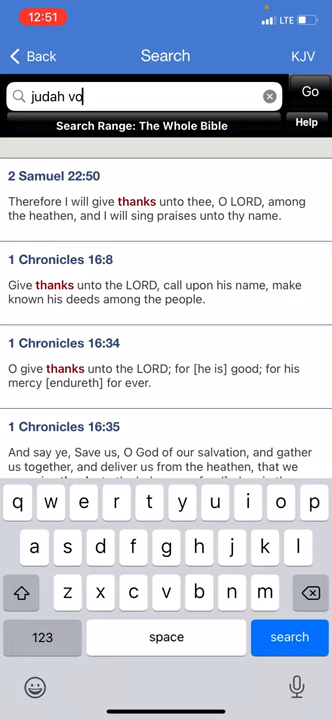 12:51
LTE
Back
Search
KJV
judah vo
Go
Search Range: The Whole Bible
Help
2 Samuel 22:50
Therefore I will give thanks unto thee, O LORD, among
the heathen, and I will sing praises unto thy name.
1 Chronicles 16:8
Give thanks unto the LORD, call upon his name, make
known his deeds among the people.
1 Chronicles 16:34
O give thanks unto the LORD; for [he is] good; for his
mercy [endureth] for ever.
1 Chronicles 16:35
And say ye, Save us, O God of our salvation, and gather
us together, and deliver us from the heathen, that we
q w e r t y u i o p
a s d f g h j k l
z x c v b n m
123
space
search